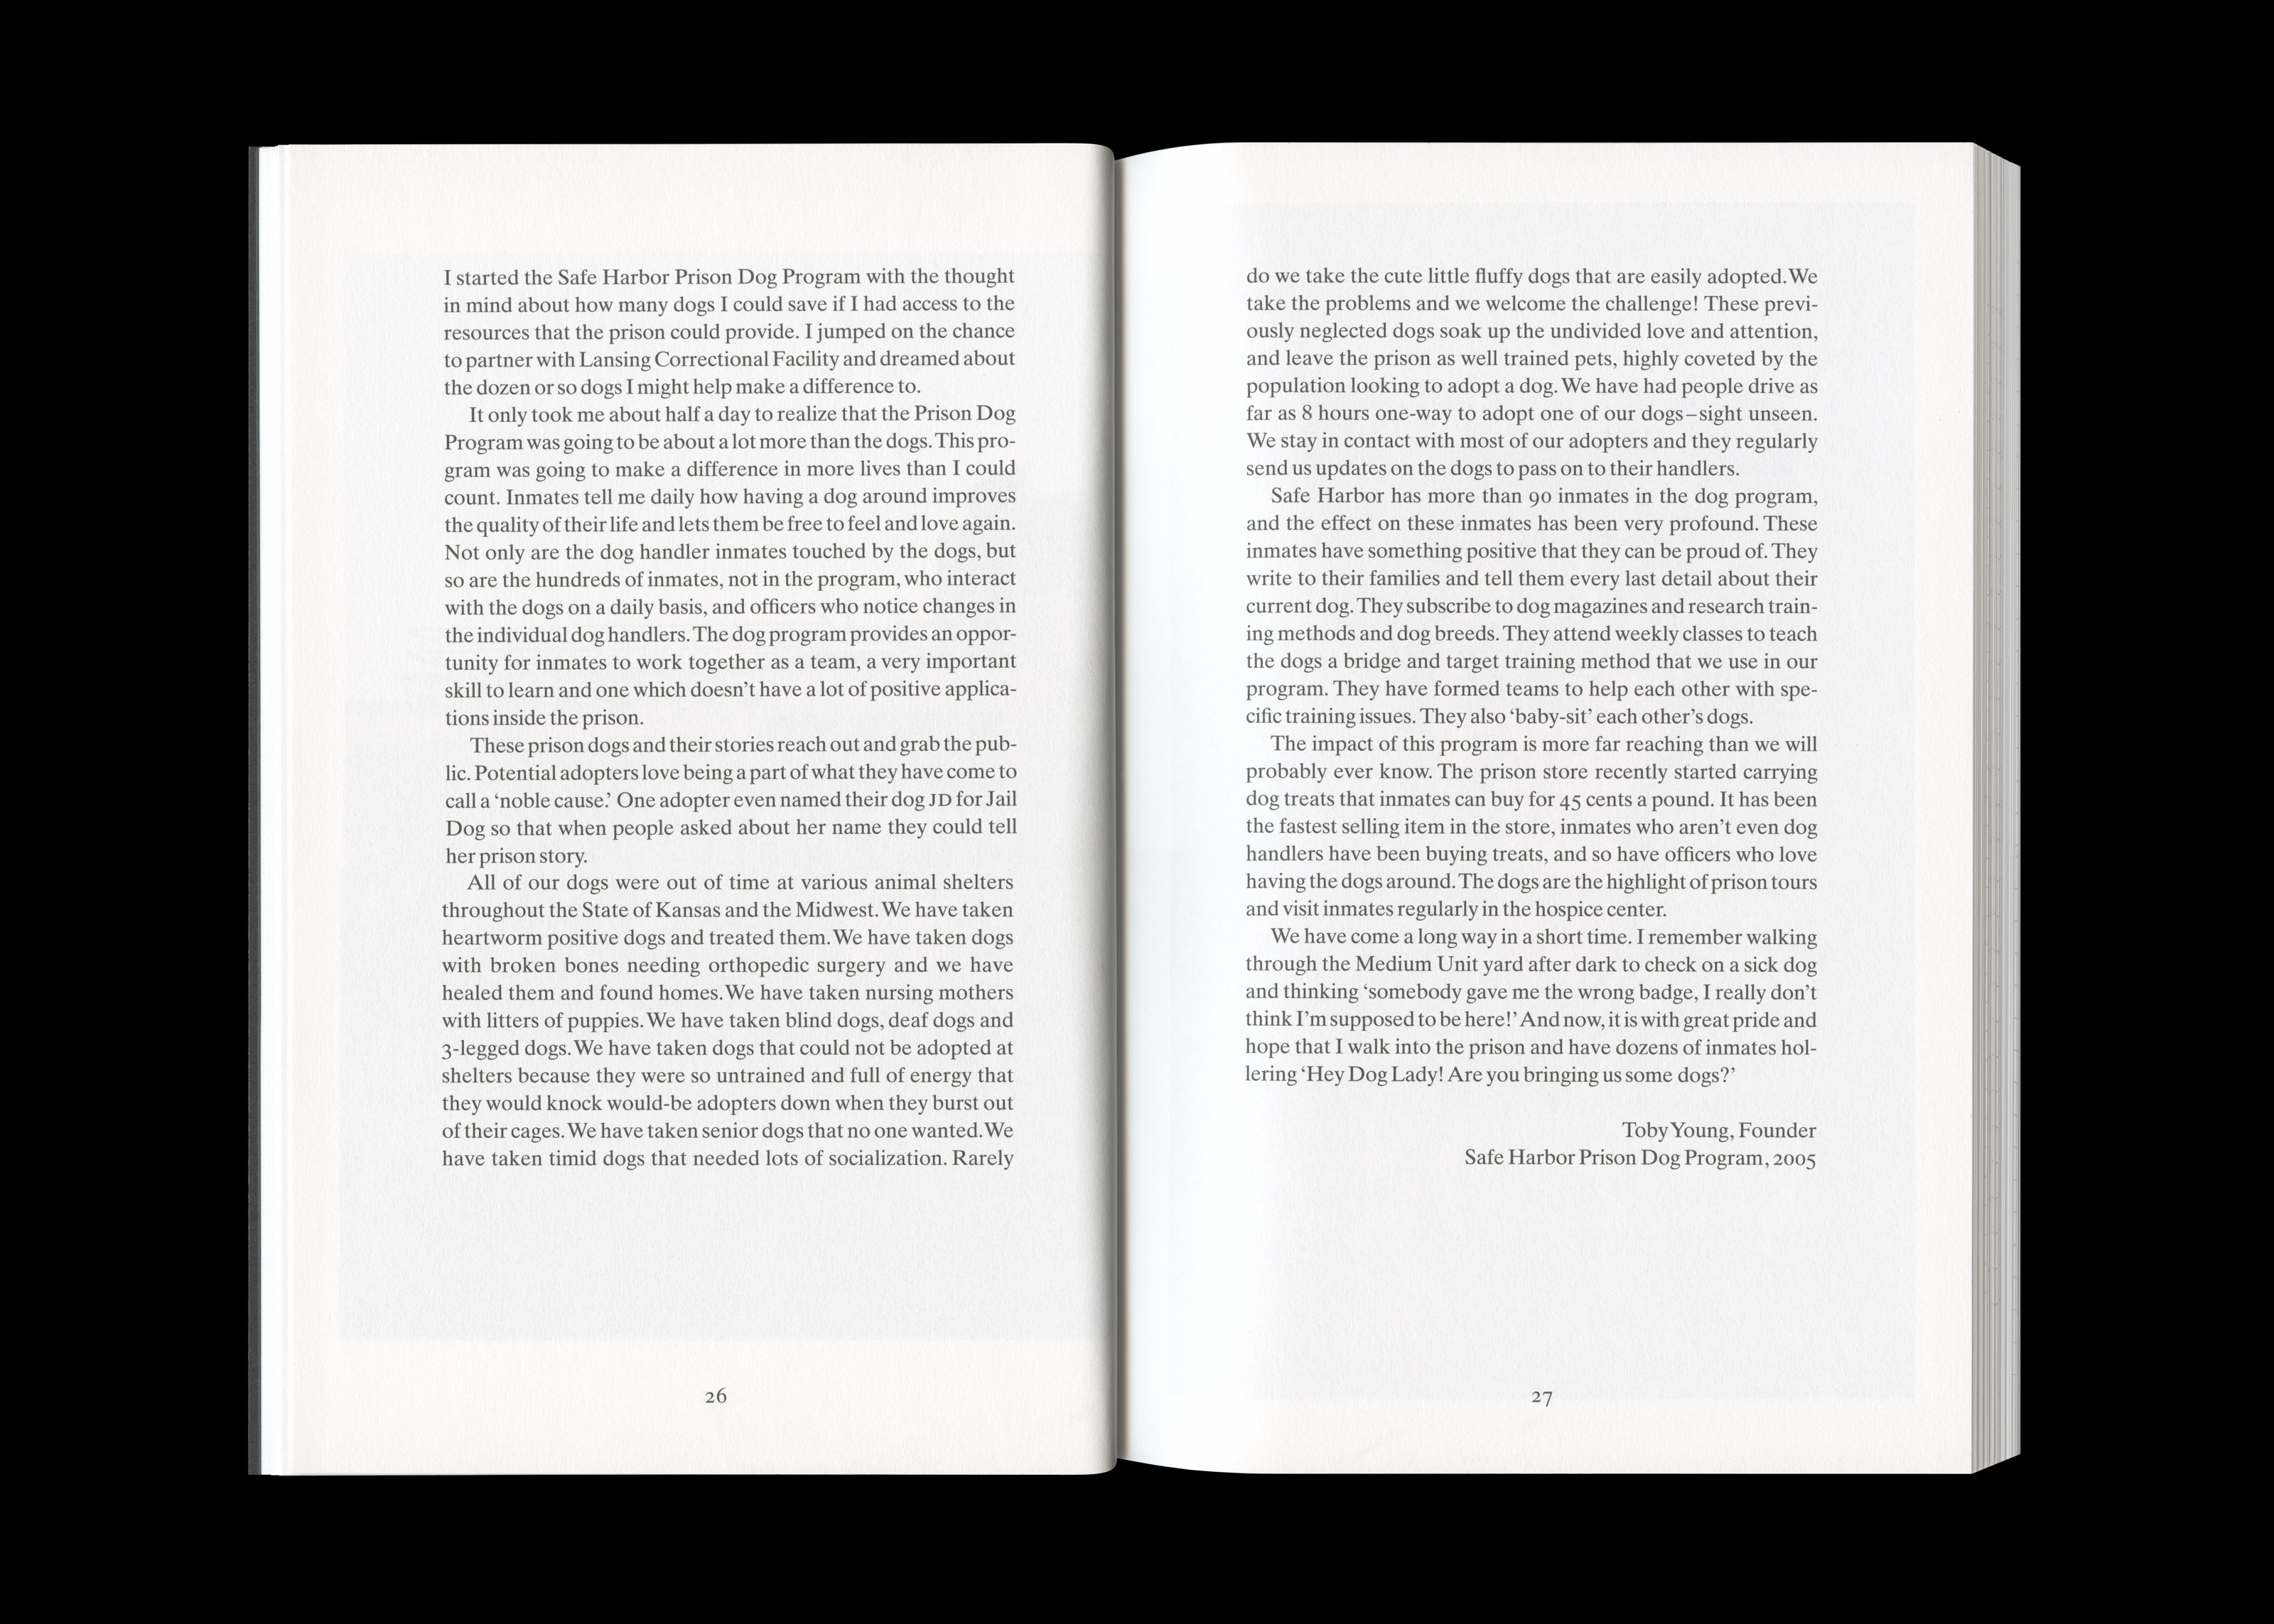 I started the Safe Harbor Prison Dog Program with the thought
in mind about how many dogs I could save if I had access to the
resources that the prison could provide. I jumped on the chance
to partner with Lansing Correctional Facility and dreamed about
the dozen or so dogs I might help make a difference to.
It only took me about half a day to realize that the Prison Dog
Program was going to be about a lot more than the dogs. This pro-
gram was going to make a difference in more lives than I could
count. Inmates tell me daily how having a dog around improves
the quality of their life and lets them be free to feel and love again.
Not only are the dog handler inmates touched by the dogs, but
so are the hundreds of inmates, not in the program, who interact
with the dogs on a daily basis, and officers who notice changes in
the individual dog handlers. The dog program provides an oppor-
tunity for inmates to work together as a team, a very important
skill to learn and one which doesn’t have a lot of positive applica-
tions inside the prison.
These prison dogs and their stories reach out and grab the pub-
lic. Potential adopters love being a part of what they have come to
call a ‘noble cause.’ One adopter even named their dog JD for Jail
Dog so that when people asked about her name they could tell
her prison story.
All of our dogs were out of time at various animal shelters
throughout the State of Kansas and the Midwest. We have taken
heartworm positive dogs and treated them. We have taken dogs
with broken bones needing orthopedic surgery and we have
healed them and found homes. We have taken nursing mothers
with litters of puppies. We have taken blind dogs, deaf dogs and
3-legged dogs. We have taken dogs that could not be adopted at
shelters because they were so untrained and full of energy that
they would knock would-be adopters down when they burst out
of their cages. We have taken senior dogs that no one wanted. We
have taken timid dogs that needed lots of socialization. Rarely
26
do we take the cute little fluffy dogs that are easily adopted. We
take the problems and we welcome the challenge! These previ-
ously neglected dogs soak up the undivided love and attention,
and leave the prison as well trained pets, highly coveted by the
population looking to adopt a dog. We have had people drive as
far as 8 hours one-way to adopt one of our dogs–sight unseen.
We stay in contact with most of our adopters and they regularly
send us updates on the dogs to pass on to their handlers.
Safe Harbor has more than 90 inmates in the dog program,
and the effect on these inmates has been very profound. These
inmates have something positive that they can be proud of. They
write to their families and tell them every last detail about their
current dog. They subscribe to dog magazines and research train-
ing methods and dog breeds. They attend weekly classes to teach
the dogs a bridge and target training method that we use in our
program. They have formed teams to help each other with spe-
cific training issues. They also ‘baby-sit’ each other’s dogs.
The impact of this program is more far reaching than we will
probably ever know. The prison store recently started carrying
dog treats that inmates can buy for 45 cents a pound. It has been
the fastest selling item in the store, inmates who aren’t even dog
handlers have been buying treats, and so have officers who love
having the dogs around. The dogs are the highlight of prison tours
and visit inmates regularly in the hospice center.
We have come a long way in a short time. I remember walking
through the Medium Unit yard after dark to check on a sick dog
and thinking ‘somebody gave me the wrong badge, I really don’t
think I’m supposed to be here!’ And now, it is with great pride and
hope that I walk into the prison and have dozens of inmates hol-
lering ‘Hey Dog Lady! Are you bringing us some dogs?’
Toby Young, Founder
Safe Harbor Prison Dog Program, 2005
27